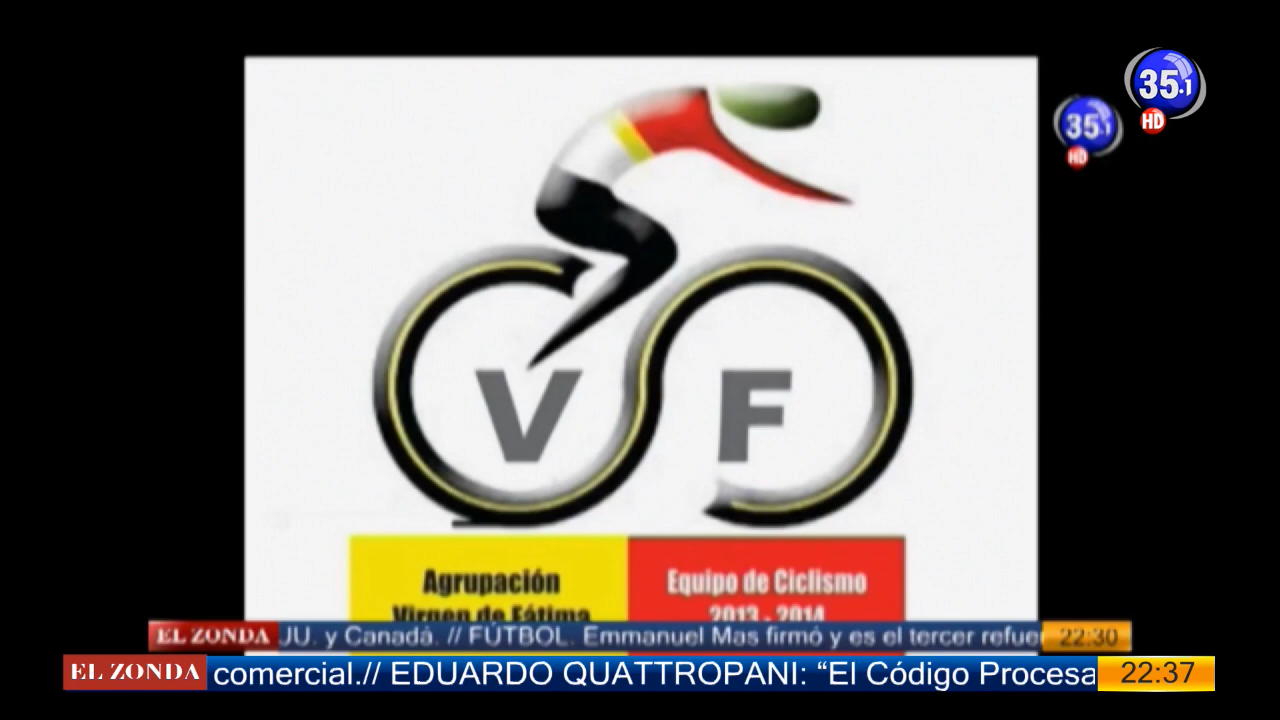 35.1
HD
35.1
HD
V F
Agrupación
Virgen de Fátima
Equipo de Ciclismo
2013 - 2014
EL ZONDA JU. y Canadá. // FÚTBOL. Emmanuel Mas firmó y es el tercer refue 22:30
EL ZONDA comercial.// EDUARDO QUATTROPANI: “El Código Procesa 22:37